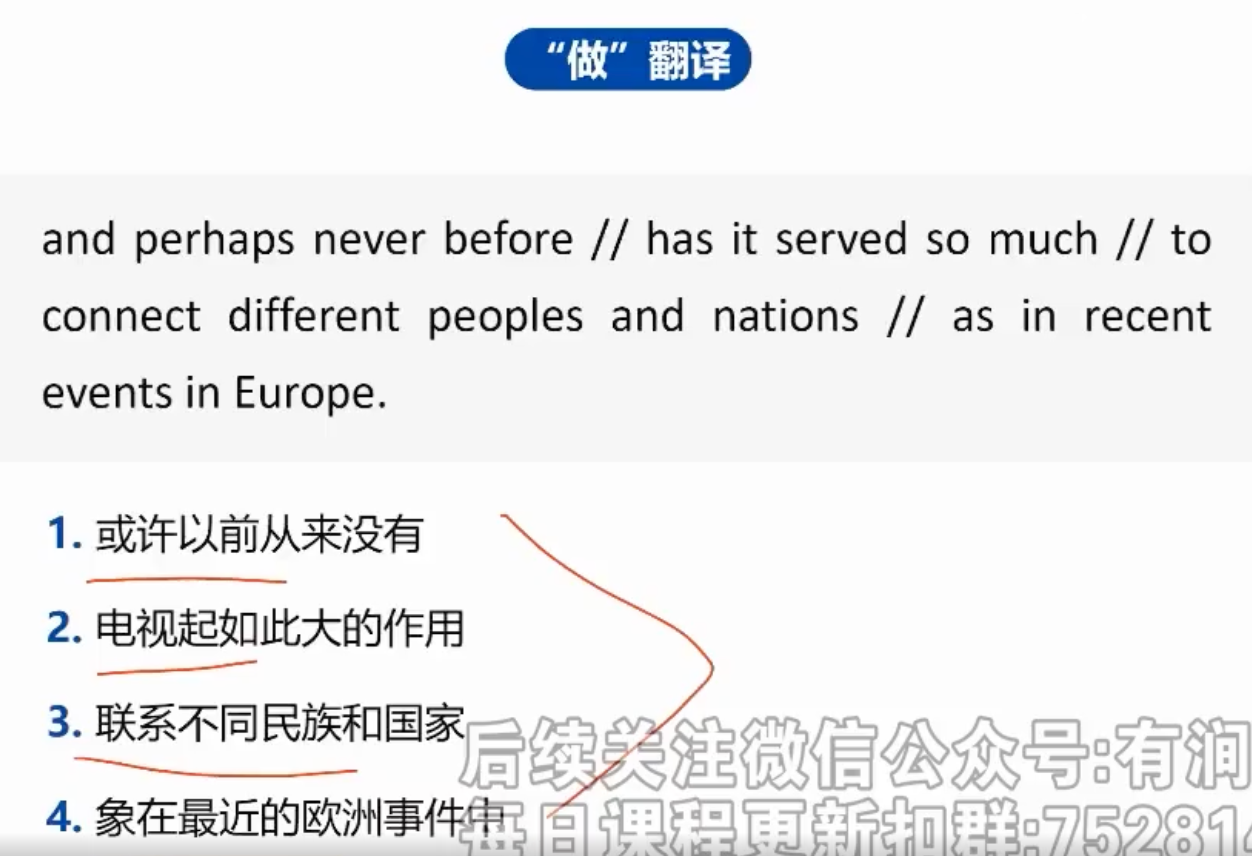 “做”翻译
and perhaps never before // has it served so much // to
connect different peoples and nations // as in recent
events in Europe.
1. 或许以前从来没有
2. 电视起如此大的作用
3. 联系不同民族和国家
后续关注微信公众号:有润
4. 象在最近的欧洲事件中
每日课程更新扣群:752814